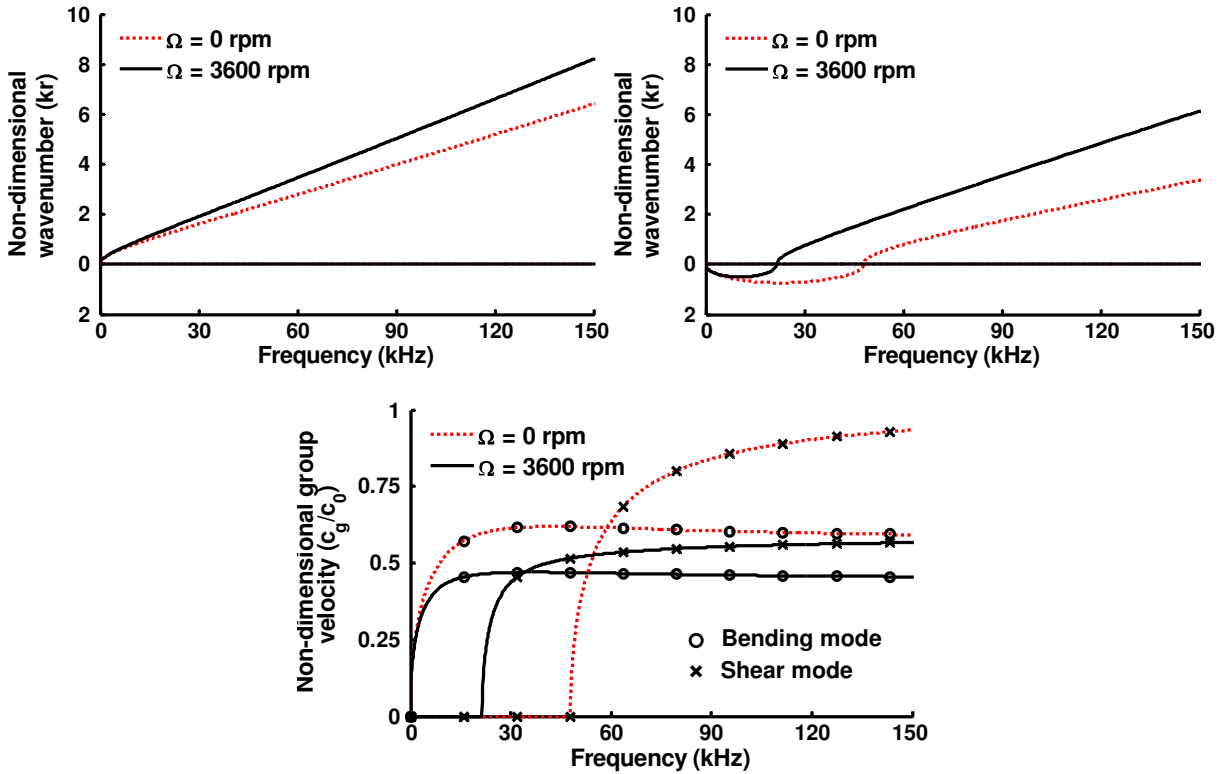 Non-dimensional
wavenumber (kr)
10
8
6
4
2
0
2
Ω = 0 rpm
Ω = 3600 rpm
0 30 60 90 120 150
Frequency (kHz)
Non-dimensional
wavenumber (kr)
10
8
6
4
2
0
2
Ω = 0 rpm
Ω = 3600 rpm
0 30 60 90 120 150
Frequency (kHz)
Non-dimensional group
velocity (c_g/c_0)
1
0.75
0.5
0.25
0
Ω = 0 rpm
Ω = 3600 rpm
Bending mode
Shear mode
0 30 60 90 120 150
Frequency (kHz)